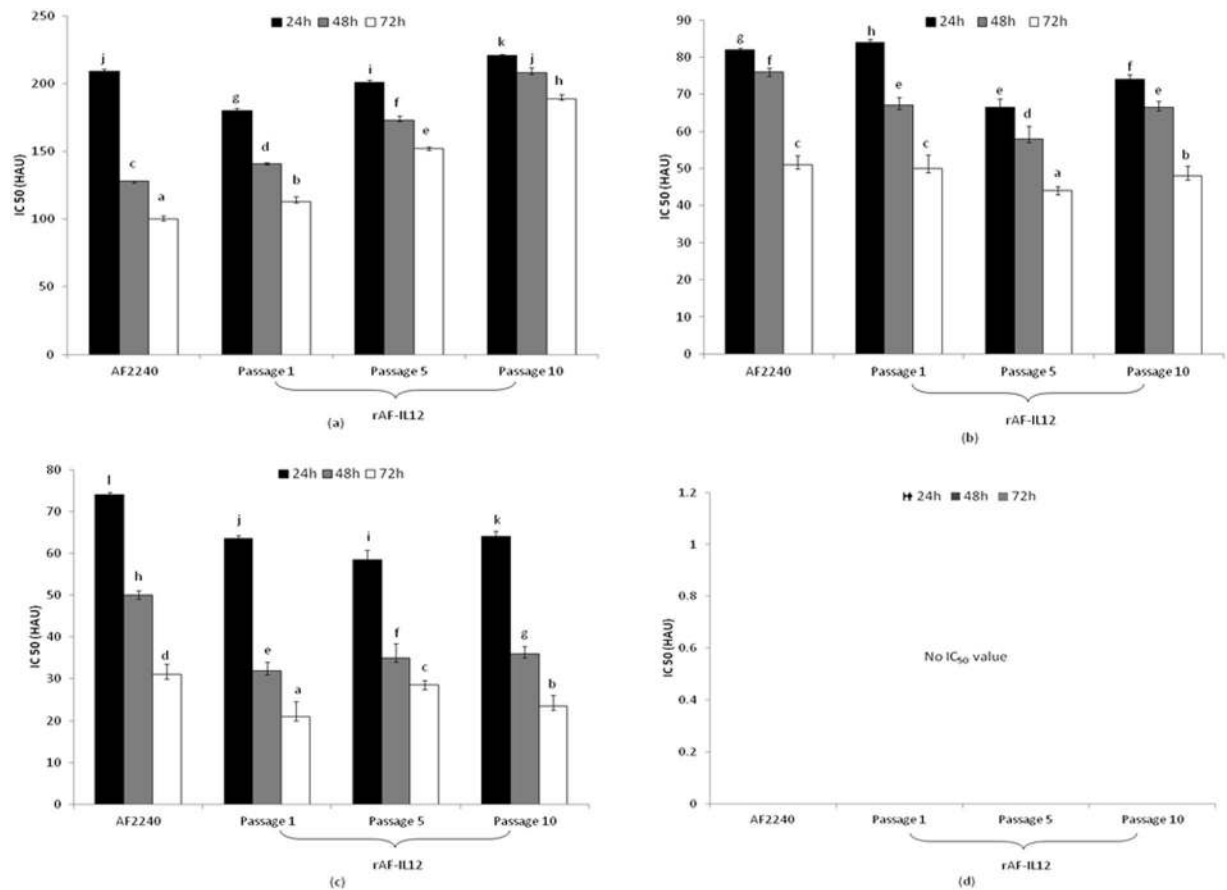 24h 48h 72h
250
200
150
100
50
0
IC 50 (HAU)
j c a
g d b
i f e
k j h
AF2240 Passage 1 Passage 5 Passage 10
rAF-IL12
(a)
24h 48h 72h
90
80
70
60
50
40
30
20
10
0
IC 50 (HAU)
g f c
h e c
e d a
f e b
AF2240 Passage 1 Passage 5 Passage 10
rAF-IL12
(b)
24h 48h 72h
80
70
60
50
40
30
20
10
0
IC 50 (HAU)
l h d
j e a
i f c
k g b
AF2240 Passage 1 Passage 5 Passage 10
rAF-IL12
(c)
24h 48h 72h
1.2
1
0.8
0.6
0.4
0.2
0
IC 50 (HAU)
No IC₅₀ value
AF2240 Passage 1 Passage 5 Passage 10
rAF-IL12
(d)